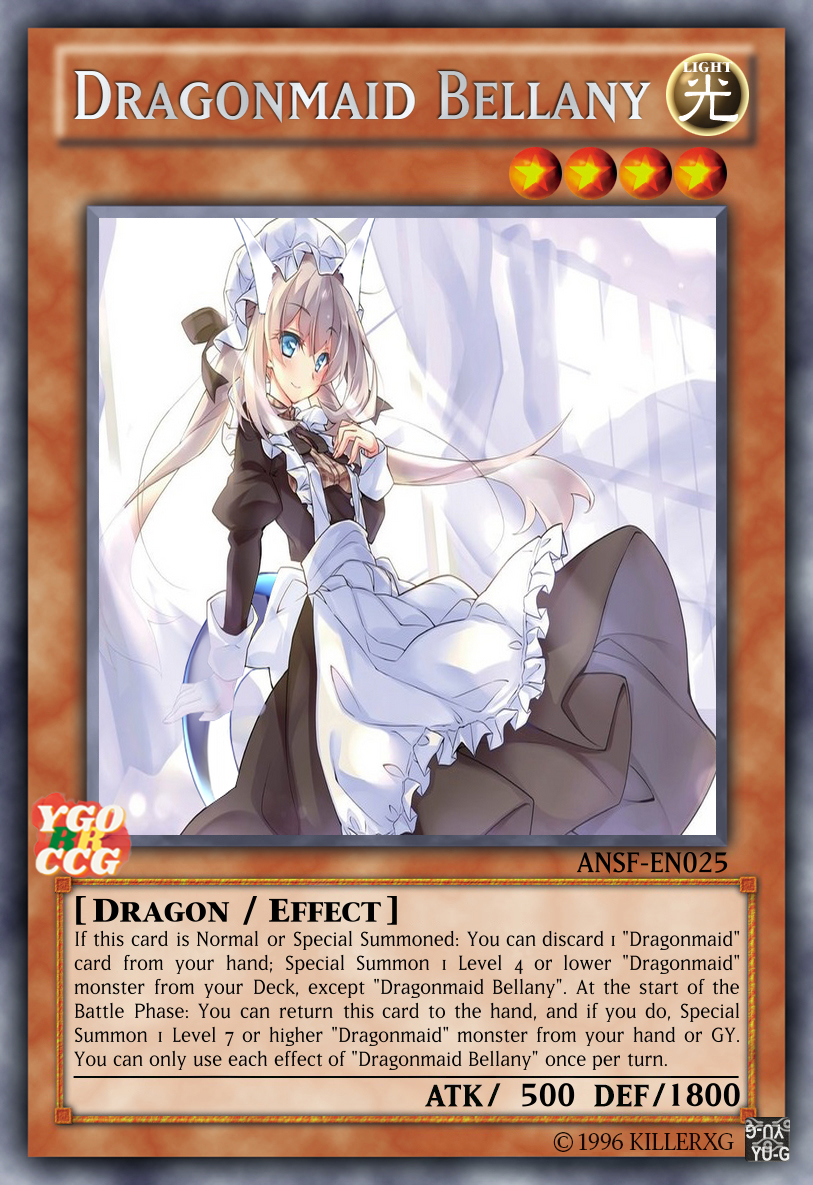 Dragonmaid Bellany
LIGHT
光
YGO
RR
CCG
ANSF-EN025
[ Dragon / Effect ]
If this card is Normal or Special Summoned: You can discard 1 "Dragonmaid"
card from your hand; Special Summon 1 Level 4 or lower "Dragonmaid"
monster from your Deck, except "Dragonmaid Bellany". At the start of the
Battle Phase: You can return this card to the hand, and if you do, Special
Summon 1 Level 7 or higher "Dragonmaid" monster from your hand or GY.
You can only use each effect of "Dragonmaid Bellany" once per turn.
ATK/ 500 DEF/1800
© 1996 KILLERXG
YU-G
YU-G